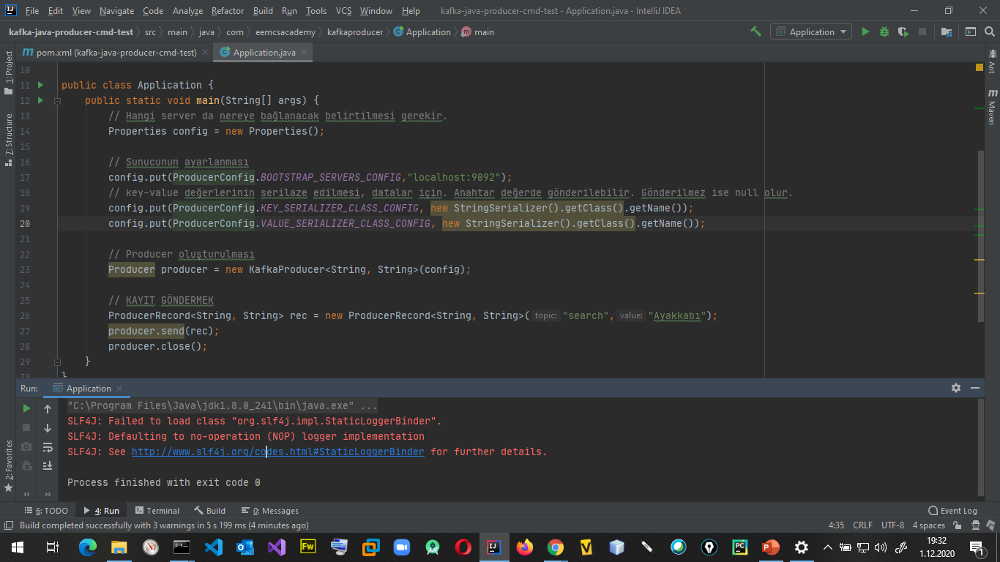 File Edit View Navigate Code Analyze Refactor Build Run Tools VCS Window Help kafka-java-producer-cmd-test - Application.java - IntelliJ IDEA
kafka-java-producer-cmd-test src main java com eemcsacademy kafkaproducer Application main Application
pom.xml (kafka-java-producer-cmd-test) Application.java
1: Project
7: Structure
2: Favorites
Ant
Maven
10
11 public class Application {
12 public static void main(String[] args) {
13 // Hangi server da nereye bağlanacak belirtilmesi gerekir.
14 Properties config = new Properties();
15
16 // Sunucunun ayarlanması
17 config.put(ProducerConfig.BOOTSTRAP_SERVERS_CONFIG,"localhost:9092");
18 // key-value değerlerinin serilaze edilmesi, datalar için. Anahtar değerde gönderilebilir. Gönderilmez ise null olur.
19 config.put(ProducerConfig.KEY_SERIALIZER_CLASS_CONFIG, new StringSerializer().getClass().getName());
20 config.put(ProducerConfig.VALUE_SERIALIZER_CLASS_CONFIG, new StringSerializer().getClass().getName());
21
22 // Producer oluşturulması
23 Producer producer = new KafkaProducer<String, String>(config);
24
25 // KAYIT GÖNDERMEK
26 ProducerRecord<String, String> rec = new ProducerRecord<String, String>( topic: "search", value: "Ayakkabı");
27 producer.send(rec);
28 producer.close();
29 }
30 }
Run: Application
"C:\Program Files\Java\jdk1.8.0_241\bin\java.exe" ...
SLF4J: Failed to load class "org.slf4j.impl.StaticLoggerBinder".
SLF4J: Defaulting to no-operation (NOP) logger implementation
SLF4J: See http://www.slf4j.org/codes.html#StaticLoggerBinder for further details.
Process finished with exit code 0
6: TODO 4: Run Terminal Build 0: Messages Event Log
Build completed successfully with 3 warnings in 5 s 199 ms (4 minutes ago) 4:35 CRLF UTF-8 4 spaces
19:32
1.12.2020